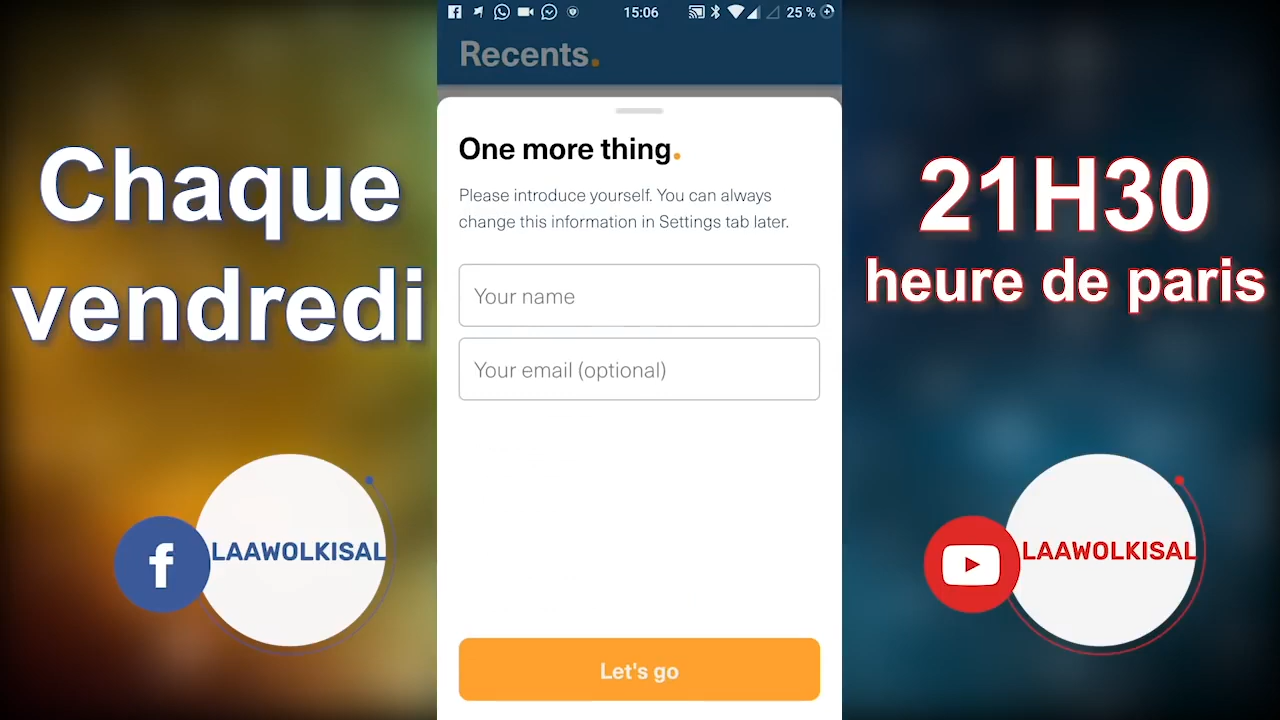 Chaque
vendredi
LAAWOLKISAL
15:06
25 %
Recents.
One more thing.
Please introduce yourself. You can always
change this information in Settings tab later.
Your name
Your email (optional)
Let's go
21H30
heure de paris
LAAWOLKISAL